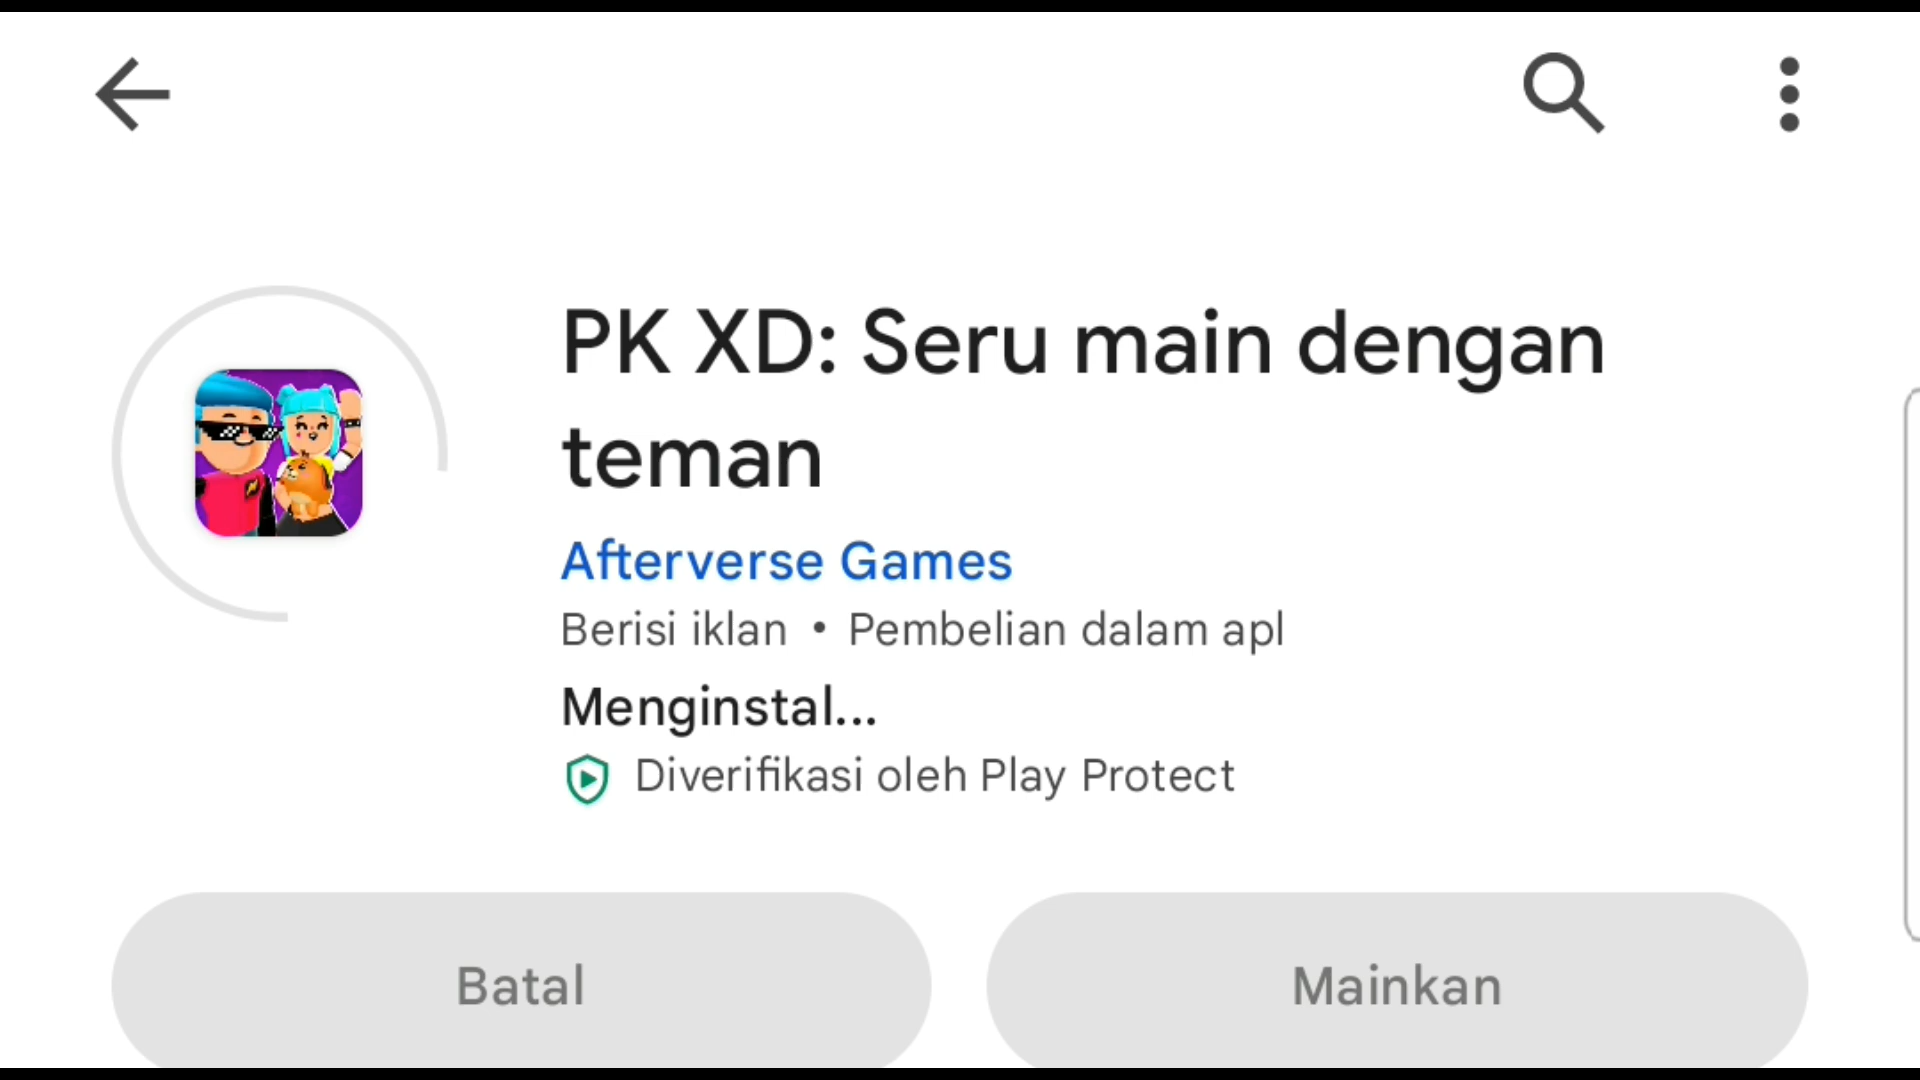 PK XD: Seru main dengan
teman
Afterverse Games
Berisi iklan • Pembelian dalam apl
Menginstal...
Diverifikasi oleh Play Protect
Batal
Mainkan